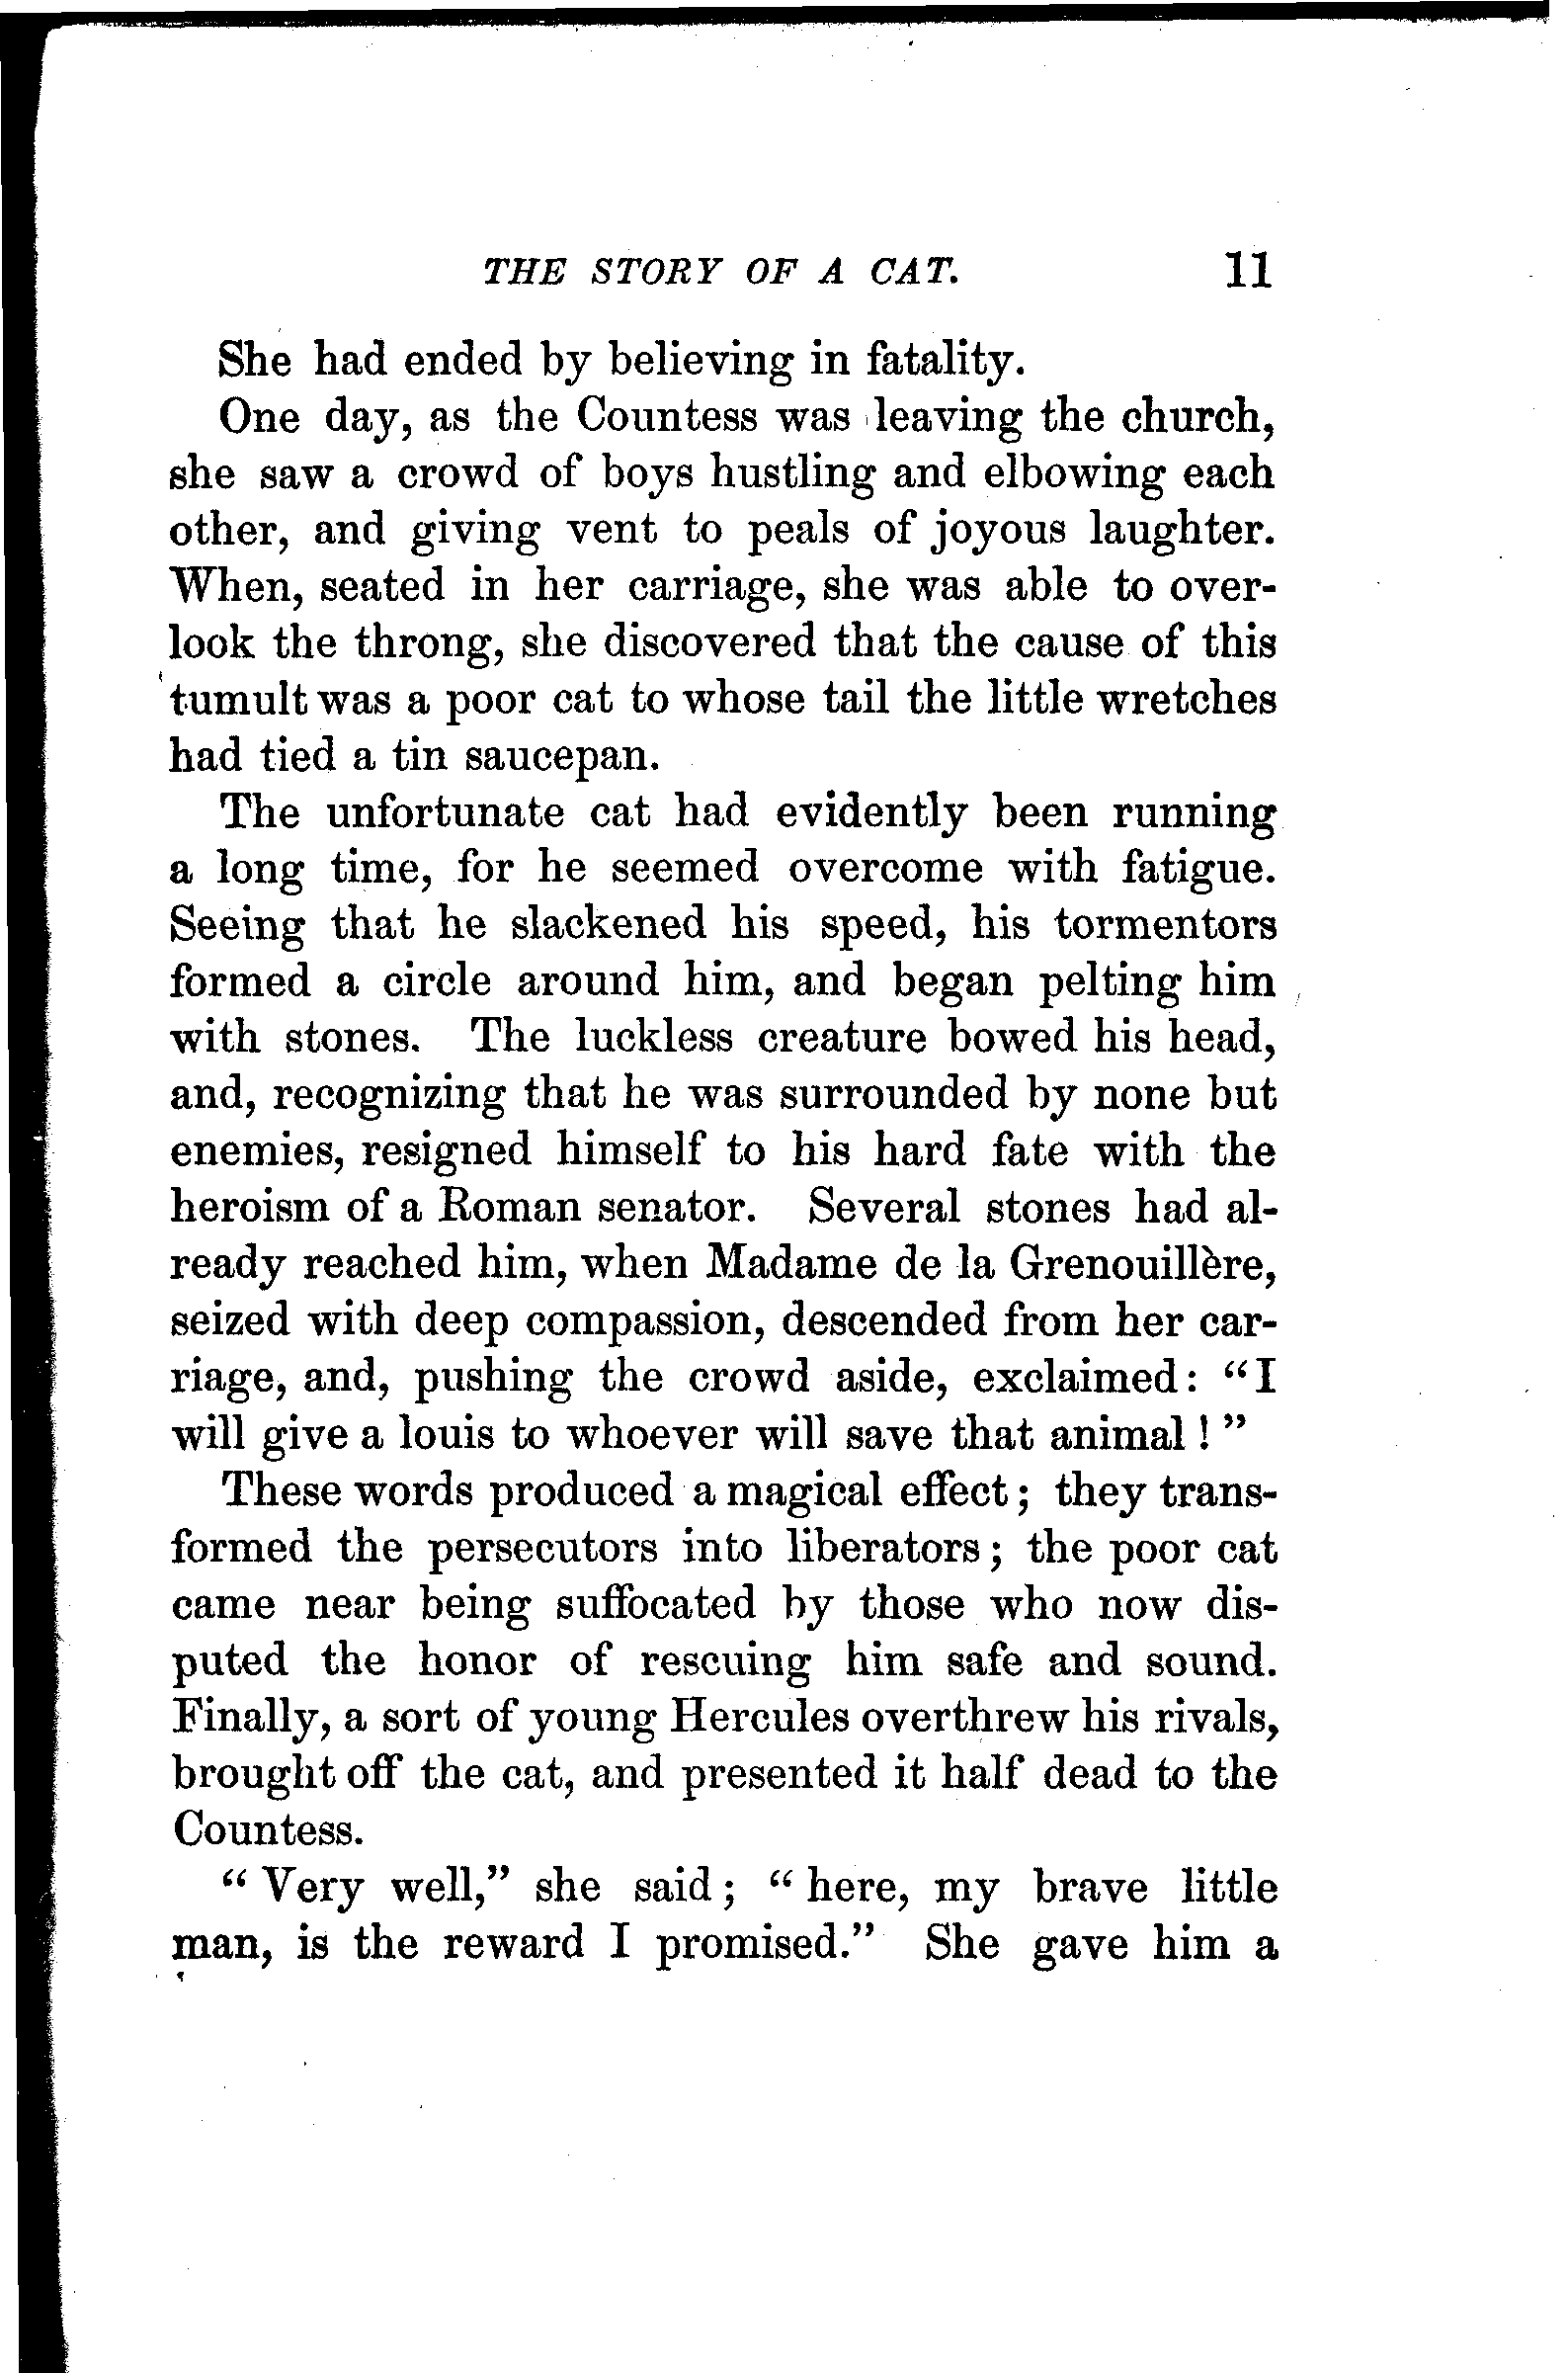 THE STORY OF A CAT. 11
She had ended by believing in fatality.
One day, as the Countess was leaving the church,
she saw a crowd of boys hustling and elbowing each
other, and giving vent to peals of joyous laughter.
When, seated in her carriage, she was able to over-
look the throng, she discovered that the cause of this
tumult was a poor cat to whose tail the little wretches
had tied a tin saucepan.
The unfortunate cat had evidently been running
a long time, for he seemed overcome with fatigue.
Seeing that he slackened his speed, his tormentors
formed a circle around him, and began pelting him
with stones. The luckless creature bowed his head,
and, recognizing that he was surrounded by none but
enemies, resigned himself to his hard fate with the
heroism of a Roman senator. Several stones had al-
ready reached him, when Madame de la Grenouillère,
seized with deep compassion, descended from her car-
riage, and, pushing the crowd aside, exclaimed: “I
will give a louis to whoever will save that animal!”
These words produced a magical effect; they trans-
formed the persecutors into liberators; the poor cat
came near being suffocated by those who now dis-
puted the honor of rescuing him safe and sound.
Finally, a sort of young Hercules overthrew his rivals,
brought off the cat, and presented it half dead to the
Countess.
“Very well,” she said; “here, my brave little
man, is the reward I promised.” She gave him a